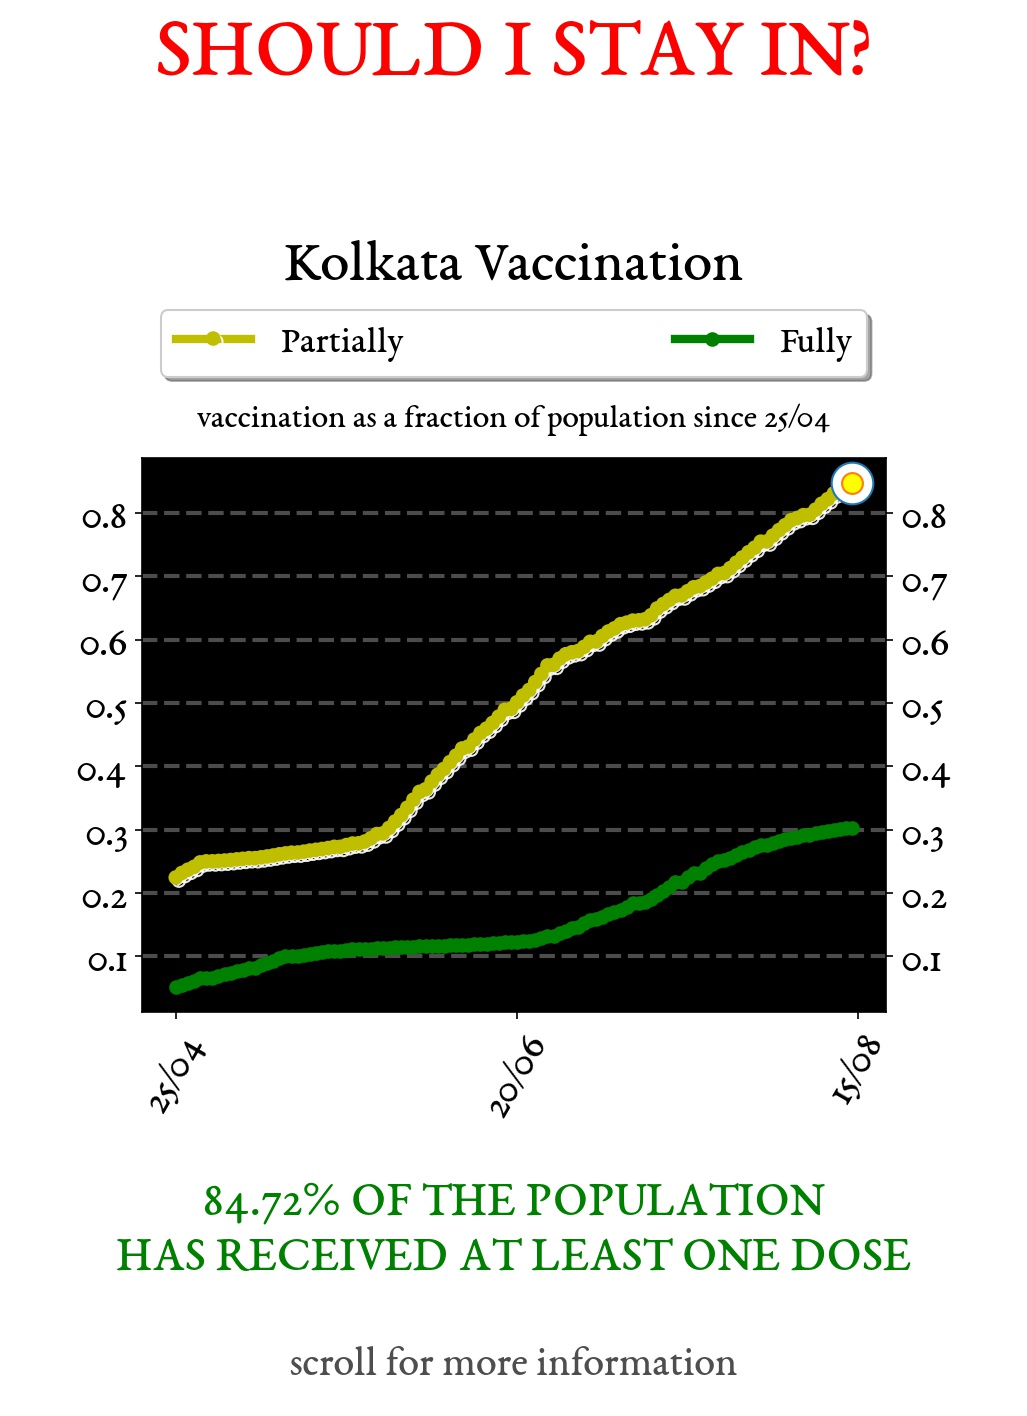 SHOULD I STAY IN?
Kolkata Vaccination
Partially Fully
vaccination as a fraction of population since 25/04
0.8 0.8
0.7 0.7
0.6 0.6
0.5 0.5
0.4 0.4
0.3 0.3
0.2 0.2
0.1 0.1
25/04 20/06 15/08
84.72% OF THE POPULATION
HAS RECEIVED AT LEAST ONE DOSE
scroll for more information